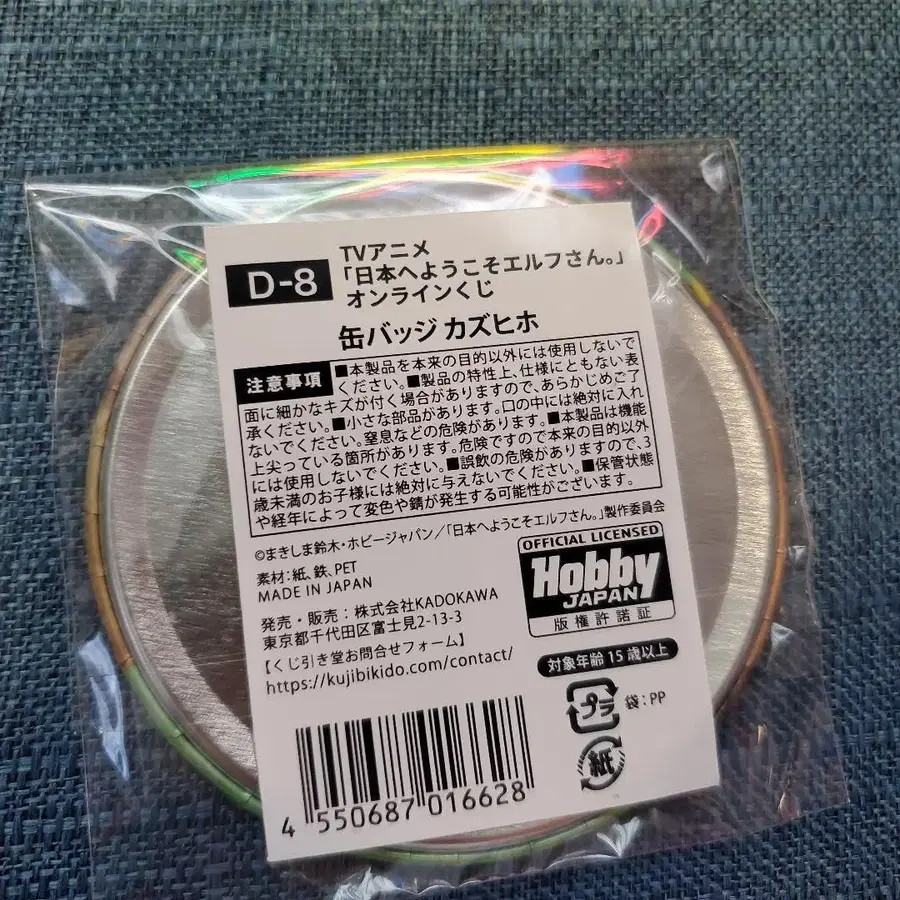 D-8
TVアニメ
「日本へようこそエルフさん。」
オンラインくじ
缶バッジ カズヒホ
注意事項
■本製品を本来の目的以外には使用しないで
ください。■製品の特性上、仕様にともない表
面に細かなキズが付く場合がありますので、あらかじめご了
承ください。■小さな部品があります。口の中には絶対に入れ
ないでください。窒息などの危険があります。■本製品は機能
上尖っている箇所があります。危険ですので本来の目的以外
には使用しないでください。■誤飲の危険がありますので、3
歳未満のお子様には絶対に与えないでください。■保管状態
や経年によって変色や錆が発生する可能性がございます。
©まきしま鈴木・ホビージャパン/「日本へようこそエルフさん。」製作委員会
素材:紙、鉄、PET
MADE IN JAPAN
発売・販売:株式会社KADOKAWA
東京都千代田区富士見2-13-3
【くじ引き堂お問合せフォーム】
https://kujibikido.com/contact/
OFFICIAL LICENSED
Hobby
JAPAN
版権許諾証
対象年齢15歳以上
プラ
袋:PP
紙
4 550687 016628